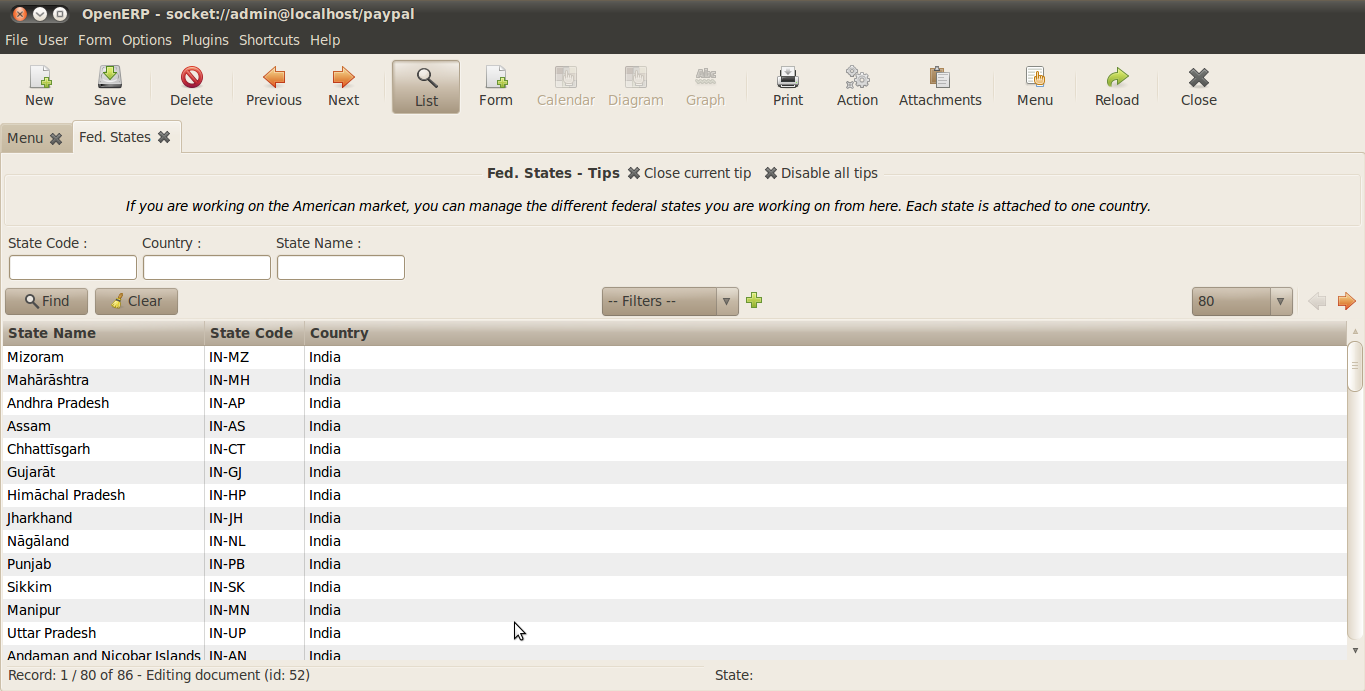 OpenERP - socket://admin@localhost/paypal
File User Form Options Plugins Shortcuts Help
New Save Delete Previous Next List Form Calendar Diagram Abc Graph Print Action Attachments Menu Reload Close
Menu Fed. States
Fed. States - Tips Close current tip Disable all tips
If you are working on the American market, you can manage the different federal states you are working on from here. Each state is attached to one country.
State Code : Country : State Name :
Find Clear -- Filters -- 80
State Name State Code Country
Mizoram IN-MZ India
Mahārāshtra IN-MH India
Andhra Pradesh IN-AP India
Assam IN-AS India
Chhattīsgarh IN-CT India
Gujarāt IN-GJ India
Himāchal Pradesh IN-HP India
Jharkhand IN-JH India
Nāgāland IN-NL India
Punjab IN-PB India
Sikkim IN-SK India
Manipur IN-MN India
Uttar Pradesh IN-UP India
Andaman and Nicobar Islands IN-AN India
Record: 1 / 80 of 86 - Editing document (id: 52) State: